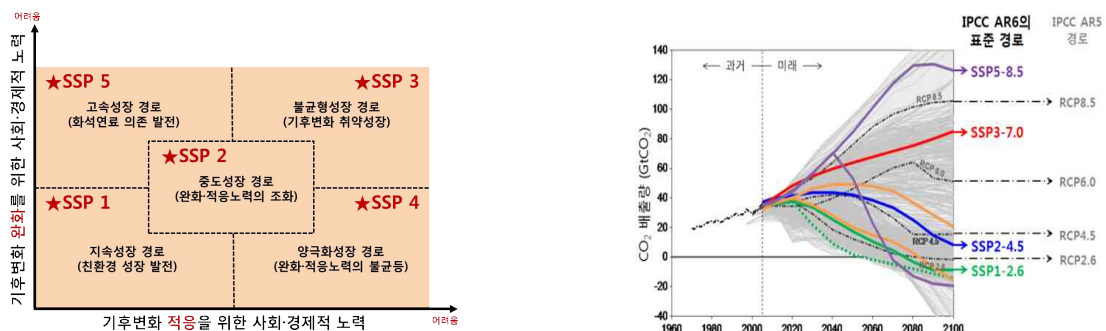 어려움
기후변화 완화를 위한 사회·경제적 노력
★SSP 5
고속성장 경로
(화석연료 의존 발전)
★SSP 3
불균형성장 경로
(기후변화 취약성장)
★SSP 2
중도성장 경로
(완화·적응노력의 조화)
★SSP 1
지속성장 경로
(친환경 성장 발전)
★SSP 4
양극화성장 경로
(완화·적응노력의 불균등)
기후변화 적응을 위한 사회·경제적 노력
어려움
IPCC AR6의
표준 경로
IPCC AR5
경로
CO₂ 배출량 (GtCO₂)
140
120
100
80
60
40
20
0
-20
-40
과거
미래
RCP8.5
RCP4.5
SSP5-8.5
RCP8.5
SSP3-7.0
RCP6.0
RCP4.5
SSP2-4.5
RCP2.6
SSP1-2.6
1960
1980
2000
2020
2040
2060
2080
2100